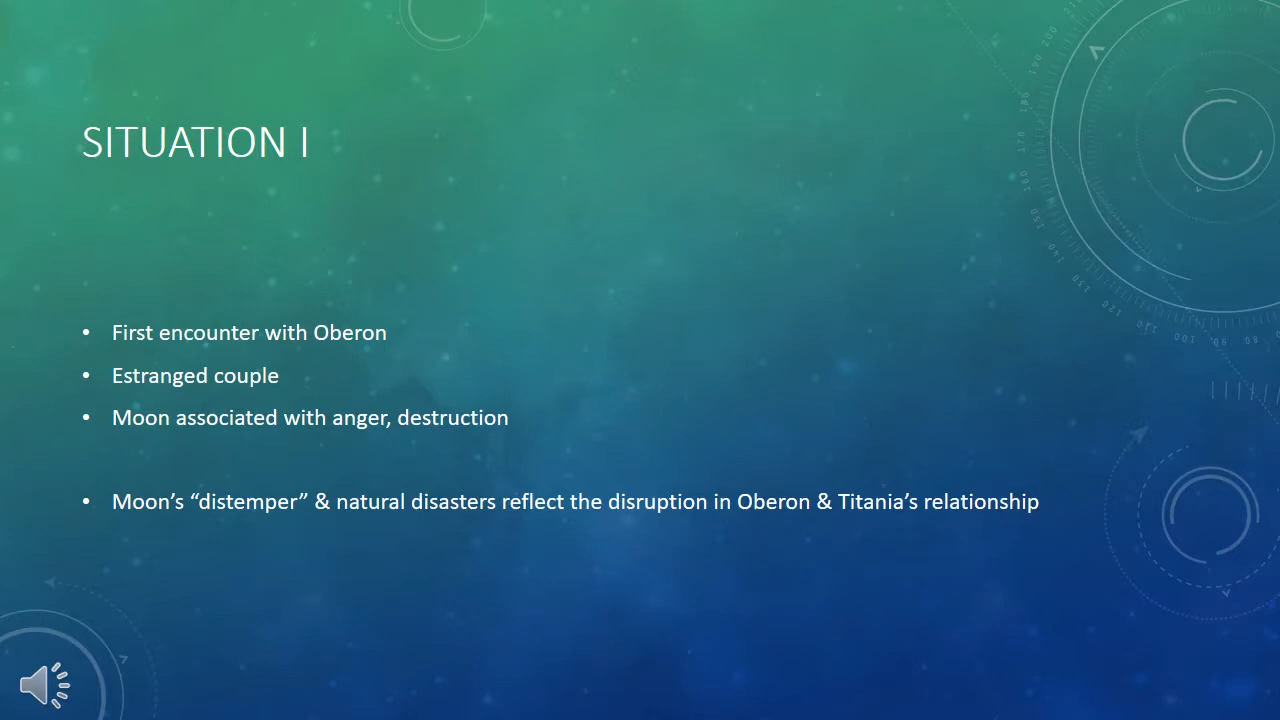 SITUATION I
• First encounter with Oberon
• Estranged couple
• Moon associated with anger, destruction
• Moon’s “distemper” & natural disasters reflect the disruption in Oberon & Titania’s relationship